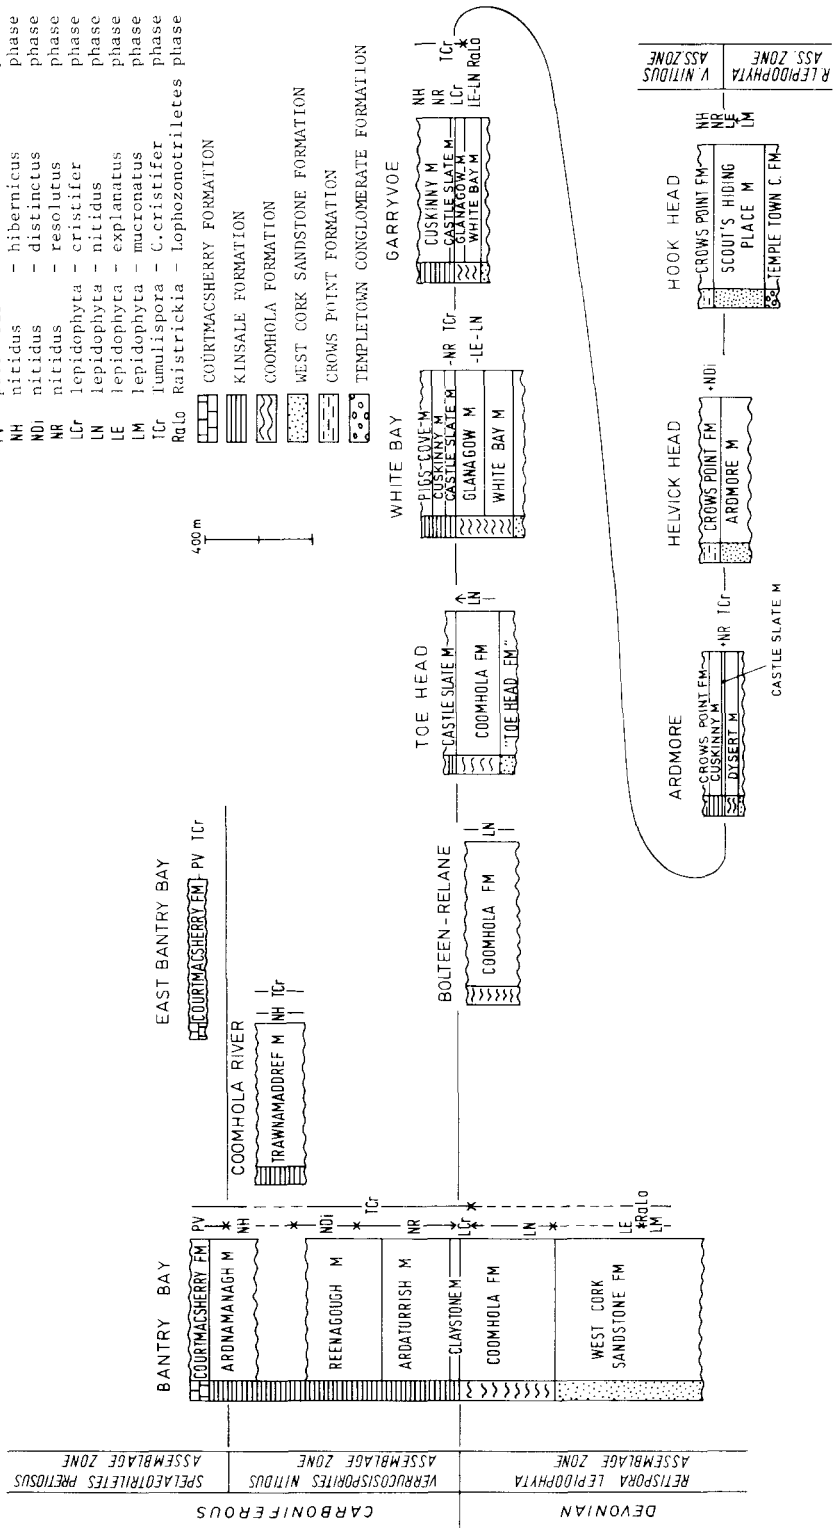 NH nitidus – hibernicus phase
NDi nitidus – distinctus phase
NR nitidus – resolutus phase
LCr lepidophyta – cristifer phase
LN lepidophyta – nitidus phase
LE lepidophyta – explanatus phase
LM lepidophyta – mucronatus phase
TCr Tumulispora – C.cristifer phase
RaLo Raistrickia – Lophozonotriletes phase
COURTMACSHERRY FORMATION
KINSALE FORMATION
COOMHOLA FORMATION
WEST CORK SANDSTONE FORMATION
CROWS POINT FORMATION
TEMPLETOWN CONGLOMERATE FORMATION
400m
CARBONIFEROUS
DEVONIAN
SPELAEOTRILETES PRETIOSUS
ASSEMBLAGE ZONE
VERRUCOSISPORITES NITIDUS
ASSEMBLAGE ZONE
RETISPORA LEPIDOPHYTA
ASSEMBLAGE ZONE
BANTRY BAY
COURTMACSHERRY FM
ARDNAMANAGH M
REENAGOUGH M
ARDATURRISH M
CLAYSTONE M
COOMHOLA FM
WEST CORK
SANDSTONE FM
PV
NH
NDi
NR
LCr
LN
LE
LM
TCr
RaLo
COOMHOLA RIVER
TRAWNAMADDREF M
NH TCr
EAST BANTRY BAY
COURTMACSHERRY FM
PV TCr
BOLTEEN-RELANE
COOMHOLA FM
LN
TOE HEAD
CASTLE SLATE M
COOMHOLA FM
"TOE HEAD FM"
LN
WHITE BAY
PIGS COVE M
CUSKINNY M
CASTLE SLATE M
GLANAGOW M
WHITE BAY M
NR TCr
LE-LN
GARRYVOE
CUSKINNY M
CASTLE SLATE M
GLANAGOW M
WHITE BAY M
NH
NR
LCr
LE-LN
TCr
RaLo
ARDMORE
CROWS POINT FM
CUSKINNY M
DYSERT M
CASTLE SLATE M
+NR TCr
HELVICK HEAD
CROWS POINT FM
ARDMORE M
+NDi
HOOK HEAD
CROWS POINT FM
SCOUT'S HIDING
PLACE M
TEMPLE TOWN C. FM
NH
NR
LE
LM
V. NITIDUS
ASS. ZONE
R. LEPIDOPHYTA
ASS. ZONE